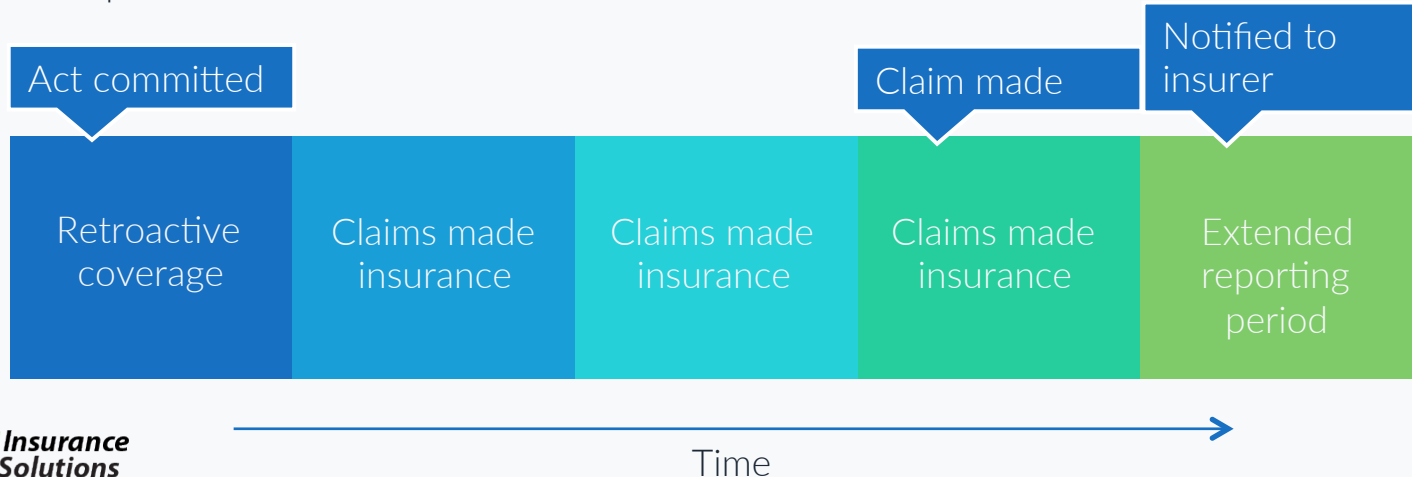 Act committed
Claim made
Notified to
insurer
Retroactive
coverage
Claims made
insurance
Claims made
insurance
Claims made
insurance
Extended
reporting
period
Time
Insurance
Solutions